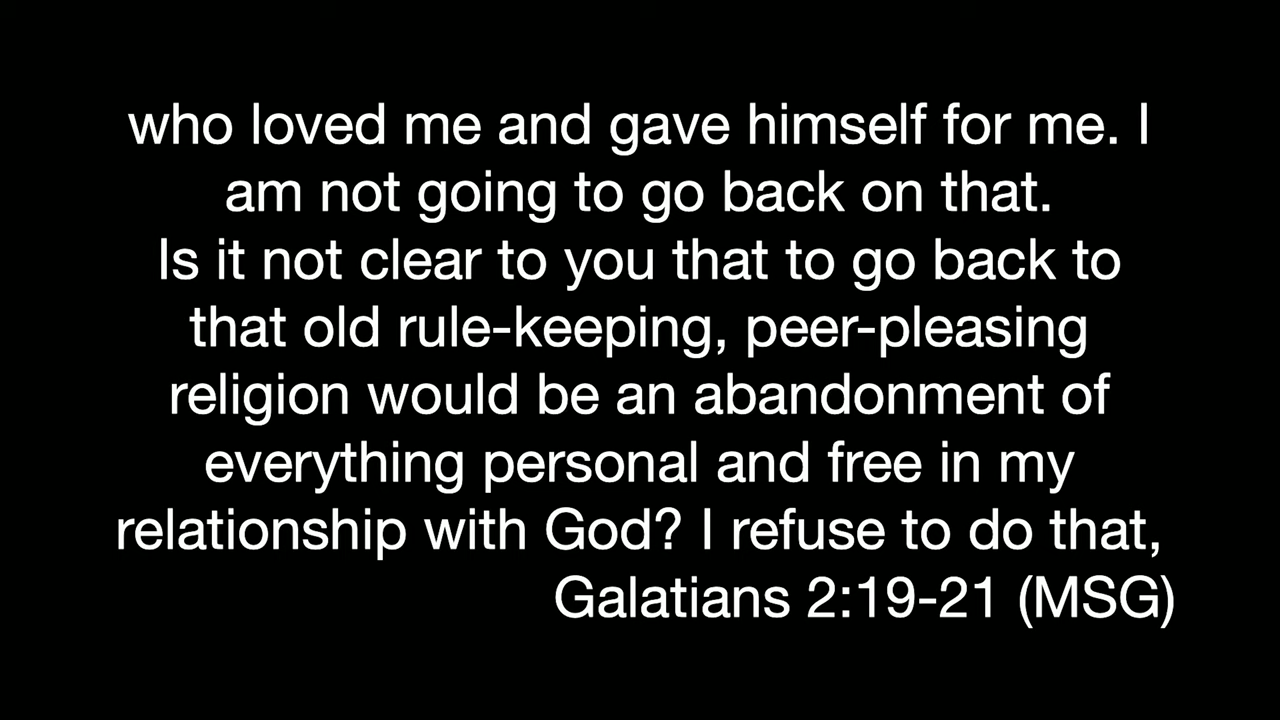 who loved me and gave himself for me. I
am not going to go back on that.
Is it not clear to you that to go back to
that old rule-keeping, peer-pleasing
religion would be an abandonment of
everything personal and free in my
relationship with God? I refuse to do that,
Galatians 2:19-21 (MSG)